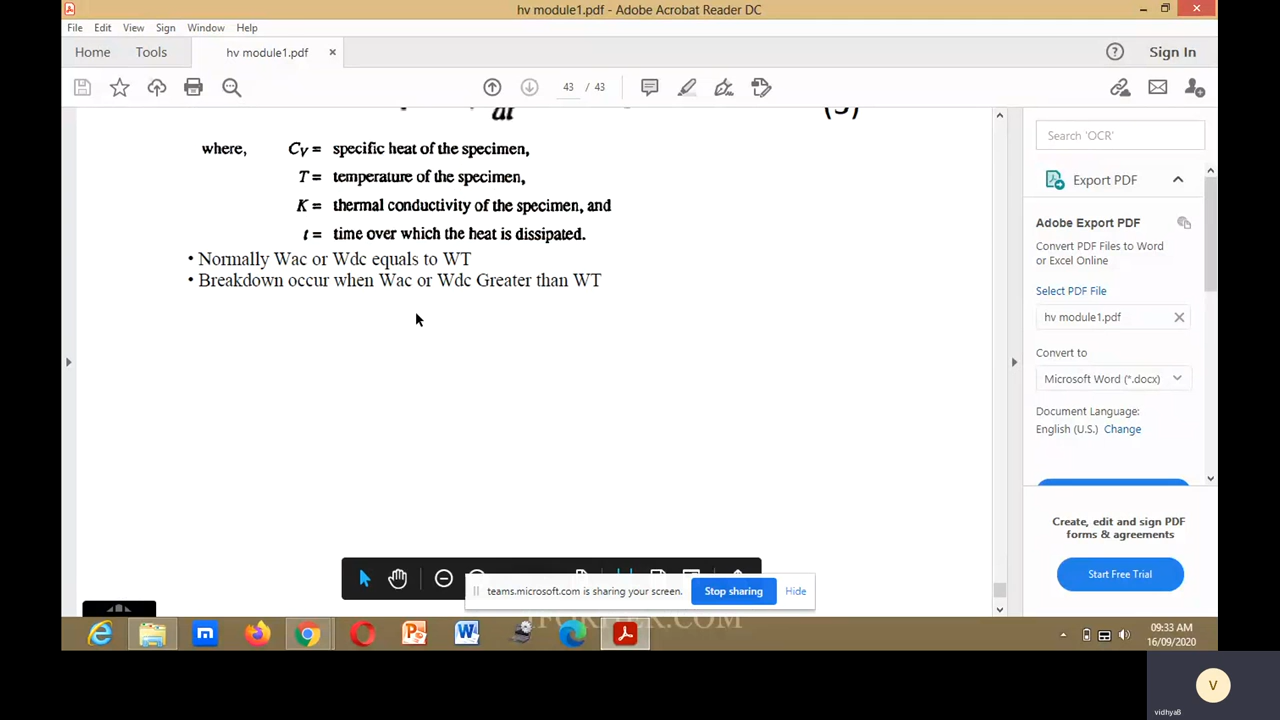 hv module1.pdf - Adobe Acrobat Reader DC
File Edit View Sign Window Help
Home Tools hv module1.pdf × Sign In
43 / 43
dt (3)
where, CV = specific heat of the specimen,
T = temperature of the specimen,
K = thermal conductivity of the specimen, and
t = time over which the heat is dissipated.
• Normally Wac or Wdc equals to WT
• Breakdown occur when Wac or Wdc Greater than WT
Search 'OCR'
Export PDF
Adobe Export PDF
Convert PDF Files to Word
or Excel Online
Select PDF File
hv module1.pdf
Convert to
Microsoft Word (*.docx)
Document Language:
English (U.S.) Change
Create, edit and sign PDF
forms & agreements
Start Free Trial
teams.microsoft.com is sharing your screen. Stop sharing Hide
09:33 AM
16/09/2020
V
vidhyaB